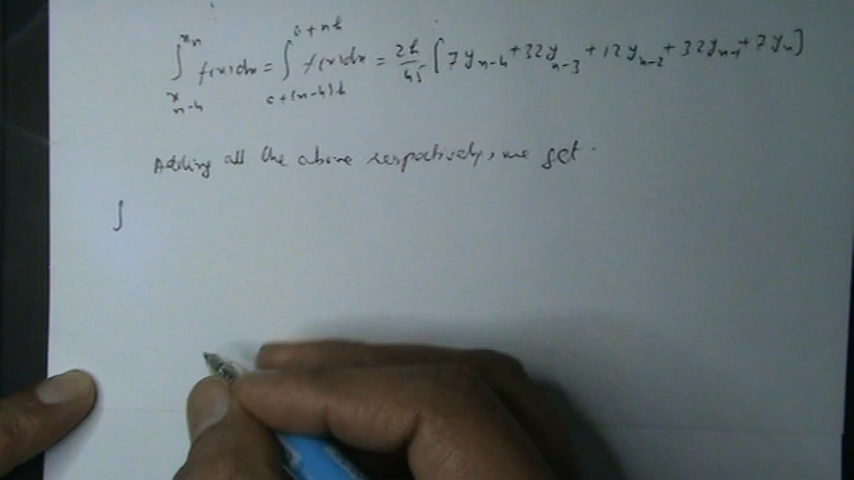 ∫_{x_{n-4}}^{x_n} f(x)dx = ∫_{a+(n-4)h}^{a+nh} f(x)dx = 2h/45 [7y_{n-4} + 32y_{n-3} + 12y_{n-2} + 32y_{n-1} + 7y_n]
Adding all the above respectively, we get.
∫